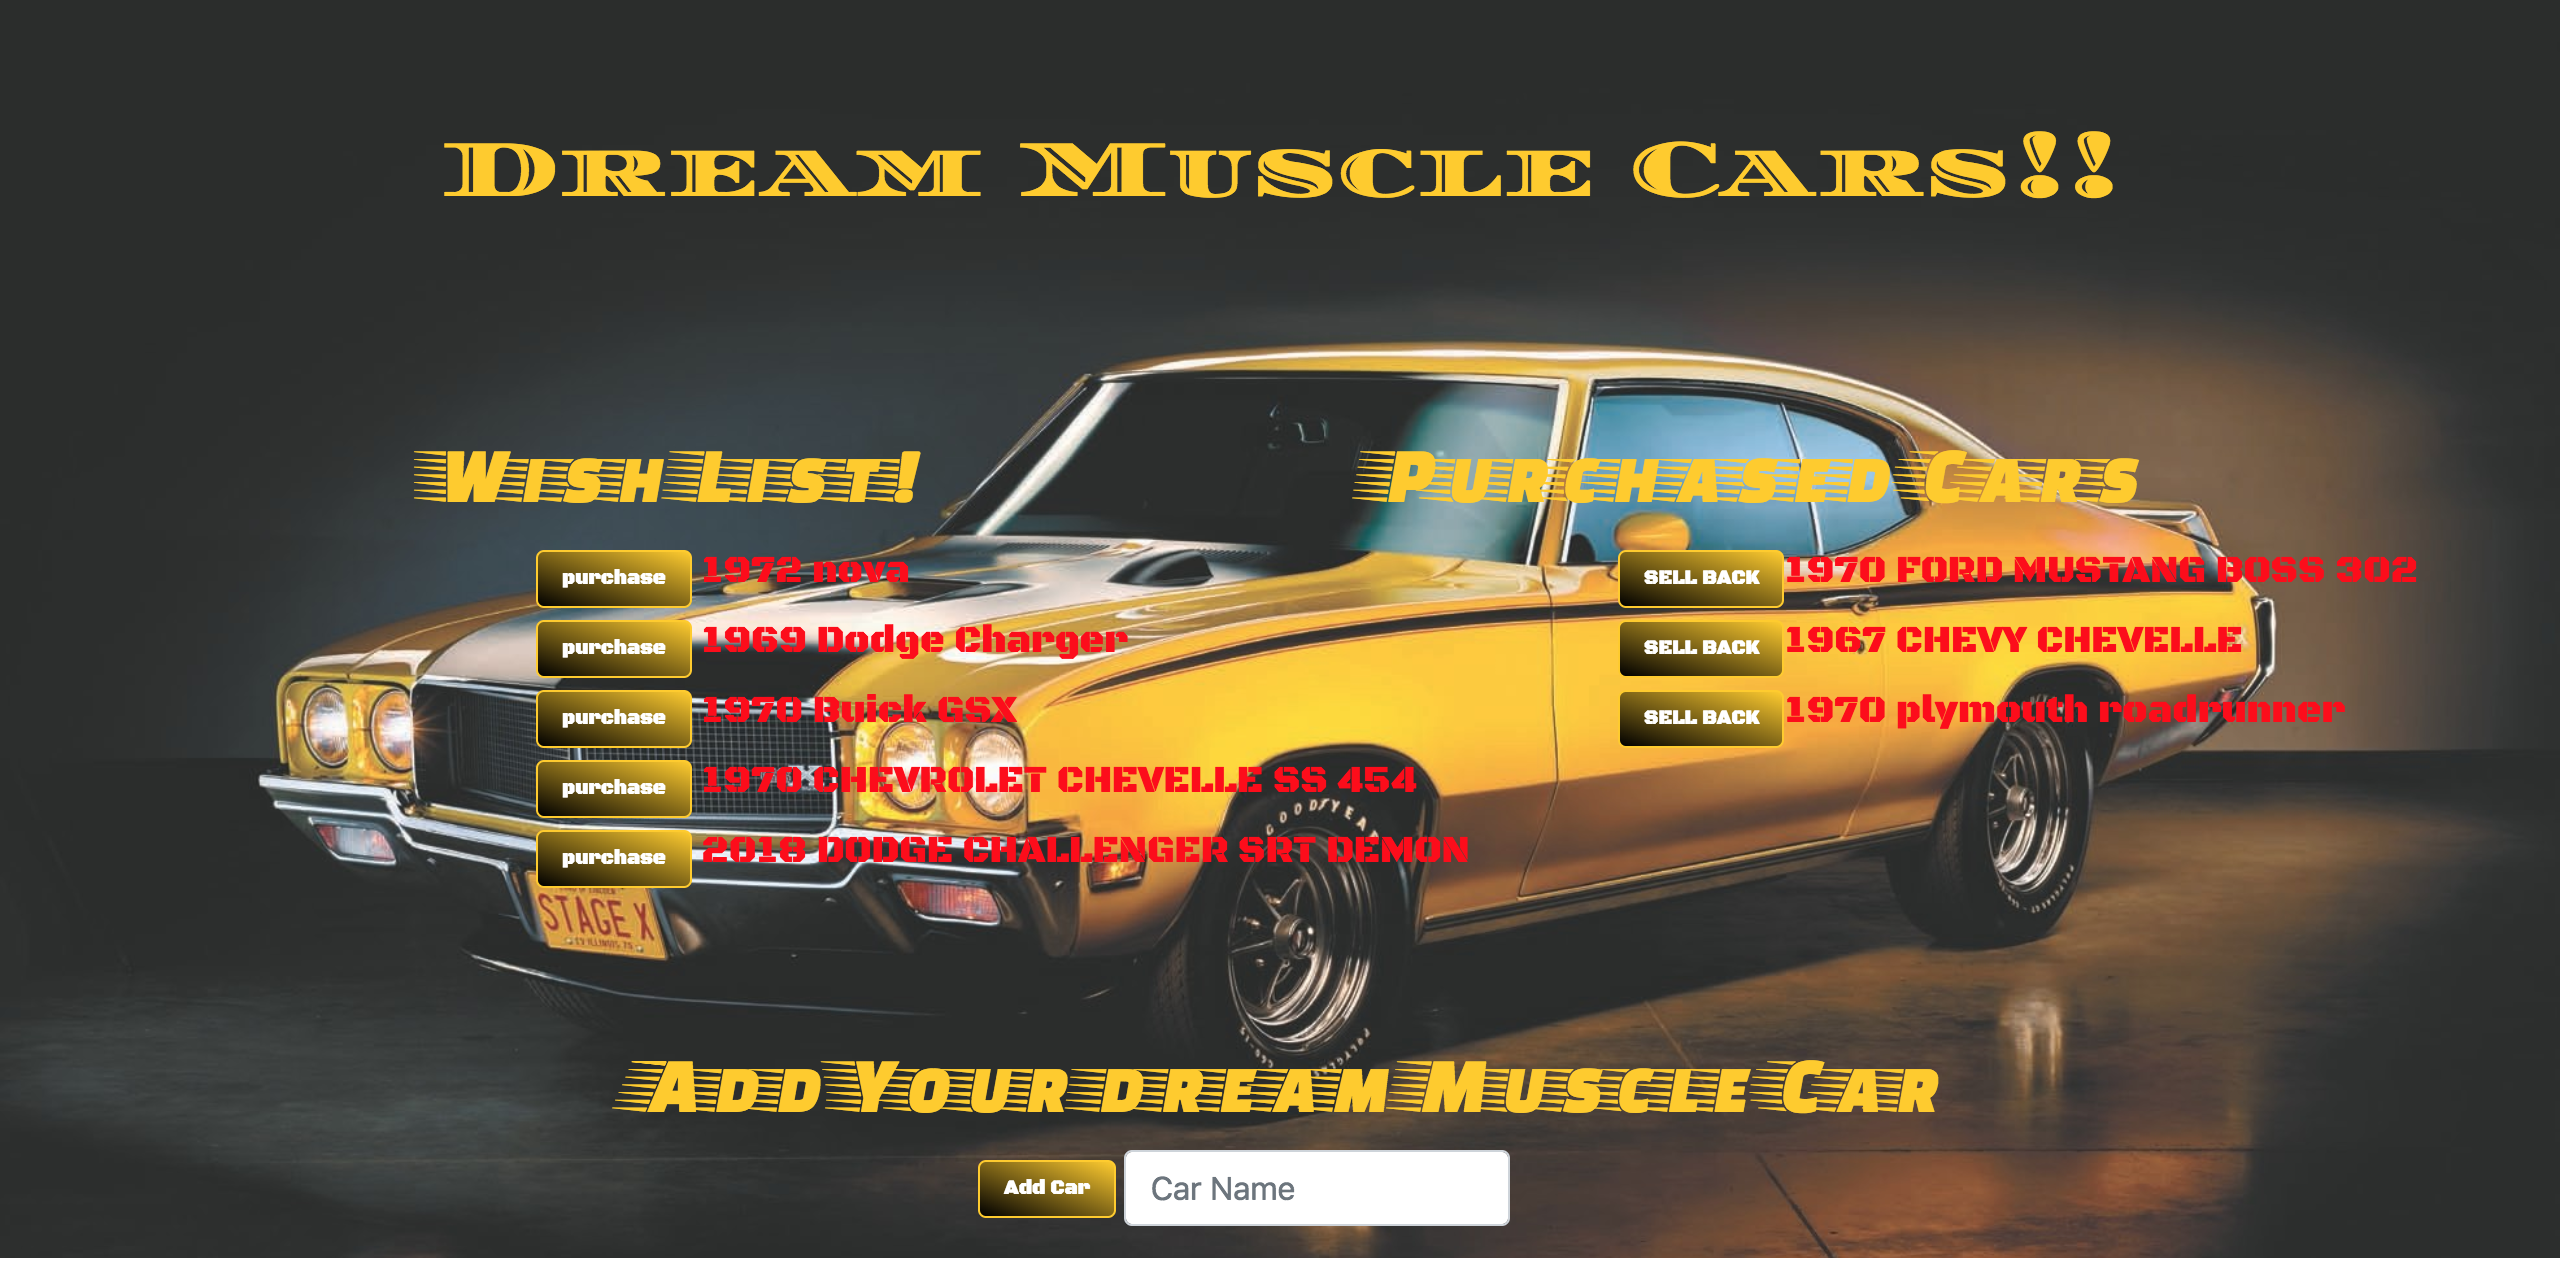 Dream Muscle Cars!!
Wish List!
purchase 1972 nova
purchase 1969 Dodge Charger
purchase 1970 Buick GSX
purchase 1970 CHEVROLET CHEVELLE SS 454
purchase 2018 DODGE CHALLENGER SRT DEMON
Purchased Cars
SELL BACK 1970 FORD MUSTANG BOSS 302
SELL BACK 1967 CHEVY CHEVELLE
SELL BACK 1970 plymouth roadrunner
GOODYEAR
STAGE X
Add Your dream Muscle Car
Add Car Car Name